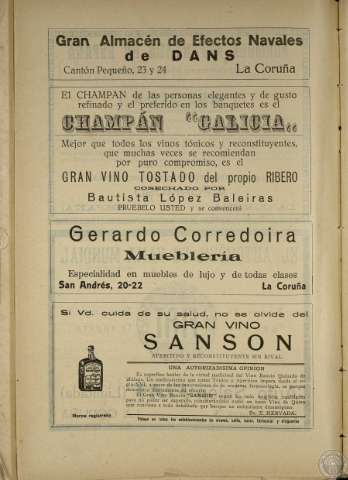 Gran Almacén de Efectos Navales
de DANS
Cantón Pequeño, 23 y 24 La Coruña
El CHAMPAN de las personas elegantes y de gusto
refinado y el preferido en los banquetes es el
CHAMPÁN "GALICIA"
Mejor que todos los vinos tónicos y reconstituyentes,
que muchas veces se recomiendan
por puro compromiso, es el
GRAN VINO TOSTADO del propio RIBERO
COSECHADO POR
Bautista López Baleiras
PRUEBELO USTED y se convencerá
Gerardo Corredoira
Mueblería
Especialidad en muebles de lujo y de todas clases
San Andrés, 20-22 La Coruña
Si Vd. cuida de su salud, no se olvide del
GRAN VINO
SANSON
APERITIVO Y RECONSTITUYENTE SIN RIVAL
UNA AUTORIZADISIMA OPINION
El Gran Vino Sansón "SANSON"
Marca registrada